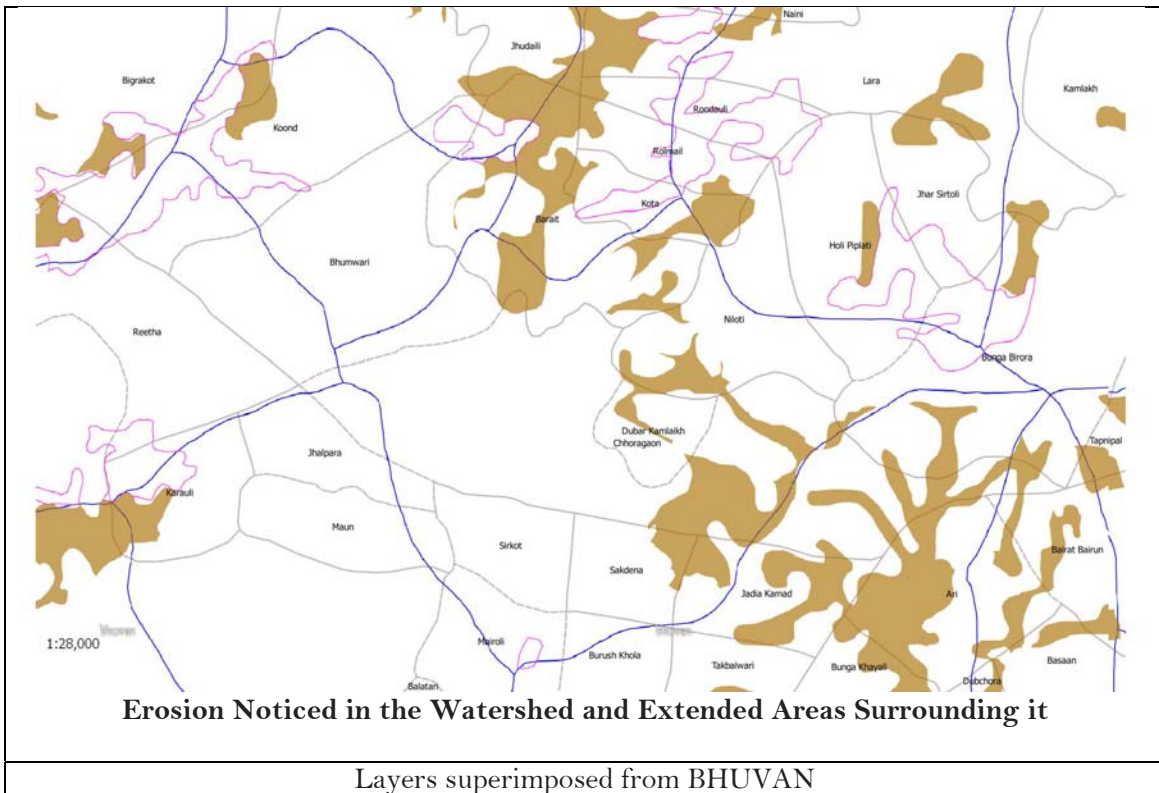 Naini
Jhudaili
Bigrakot
Lara
Kamlakh
Roodauli
Koond
Rolmail
Jhar Sirtoli
Kota
Barait
Holi Piplati
Bhumwari
Niloti
Reetha
Bunga Birora
Dubar Kamlaikh
Chhoragaon
Tapnipal
Jhalpara
Karauli
Maun
Sirkot
Bairat Bairun
Sakdena
Jadia Kamad
Ari
1:28,000
Mairoli
Burush Khola
Takbalwari
Bunga Khayali
Basaan
Dubchora
Balatari
Erosion Noticed in the Watershed and Extended Areas Surrounding it
Layers superimposed from BHUVAN